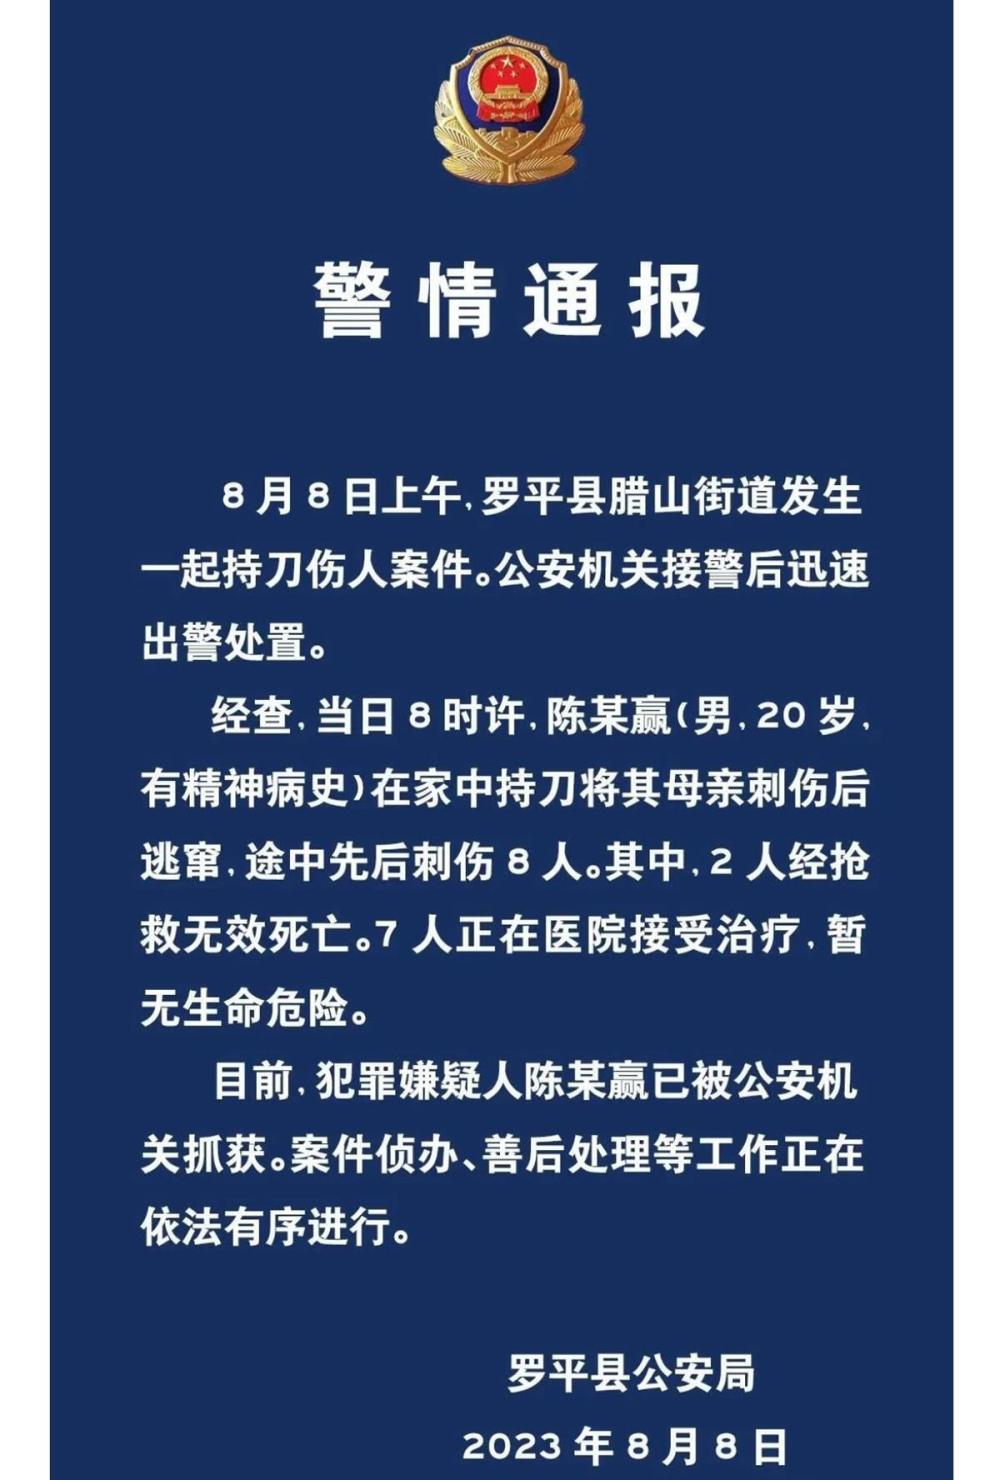 警情通报
8月8日上午,罗平县腊山街道发生
一起持刀伤人案件。公安机关接警后迅速
出警处置。
经查,当日8时许,陈某赢(男,20岁,
有精神病史)在家中持刀将其母亲刺伤后
逃窜,途中先后刺伤8人。其中,2人经抢
救无效死亡。7人正在医院接受治疗,暂
无生命危险。
目前,犯罪嫌疑人陈某赢已被公安机
关抓获。案件侦办、善后处理等工作正在
依法有序进行。
罗平县公安局
2023年8月8日